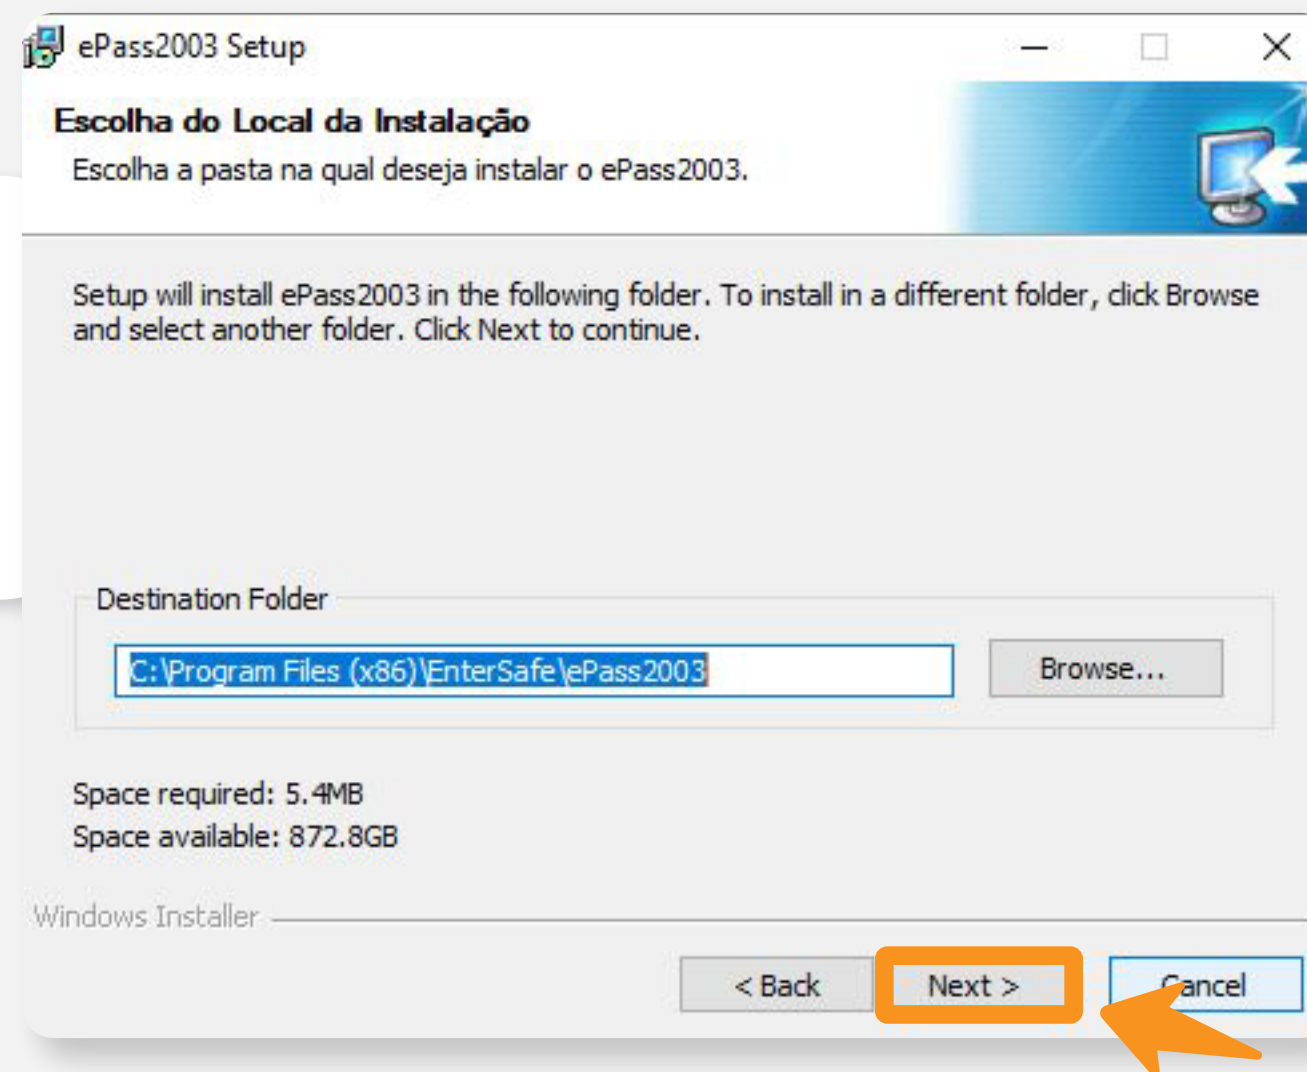 ePass2003 Setup
Escolha do Local da Instalação
Escolha a pasta na qual deseja instalar o ePass2003.
Setup will install ePass2003 in the following folder. To install in a different folder, click Browse
and select another folder. Click Next to continue.
Destination Folder
C:\Program Files (x86)\EnterSafe\ePass2003
Browse...
Space required: 5.4MB
Space available: 872.8GB
Windows Installer
< Back
Next >
Cancel